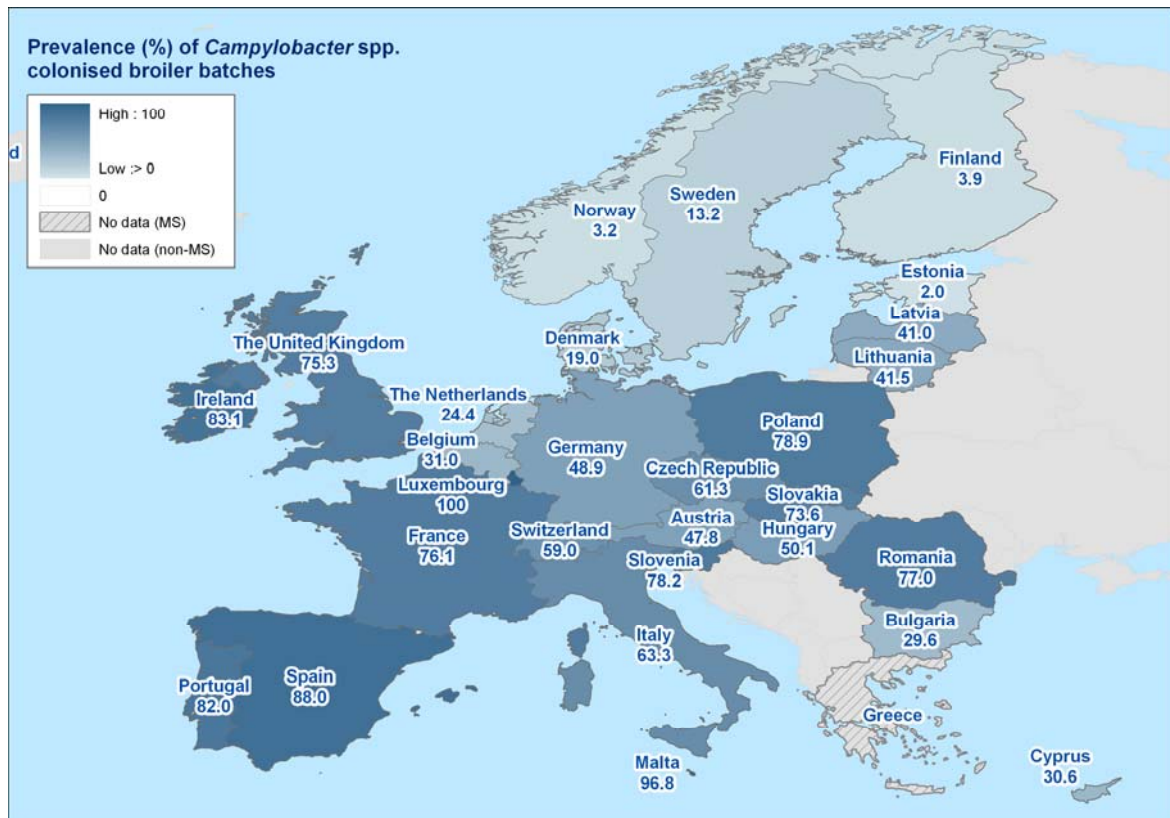 Prevalence (%) of Campylobacter spp.
colonised broiler batches
High : 100
Low :> 0
0
No data (MS)
No data (non-MS)
d
Finland
3.9
Sweden
13.2
Norway
3.2
Estonia
2.0
Latvia
41.0
Lithuania
41.5
Denmark
19.0
The United Kingdom
75.3
Ireland
83.1
The Netherlands
24.4
Belgium
31.0
Luxembourg
100
Germany
48.9
Poland
78.9
Czech Republic
61.3
Slovakia
73.6
Austria
47.8
Hungary
50.1
France
76.1
Switzerland
59.0
Slovenia
78.2
Romania
77.0
Bulgaria
29.6
Italy
63.3
Portugal
82.0
Spain
88.0
Greece
Malta
96.8
Cyprus
30.6